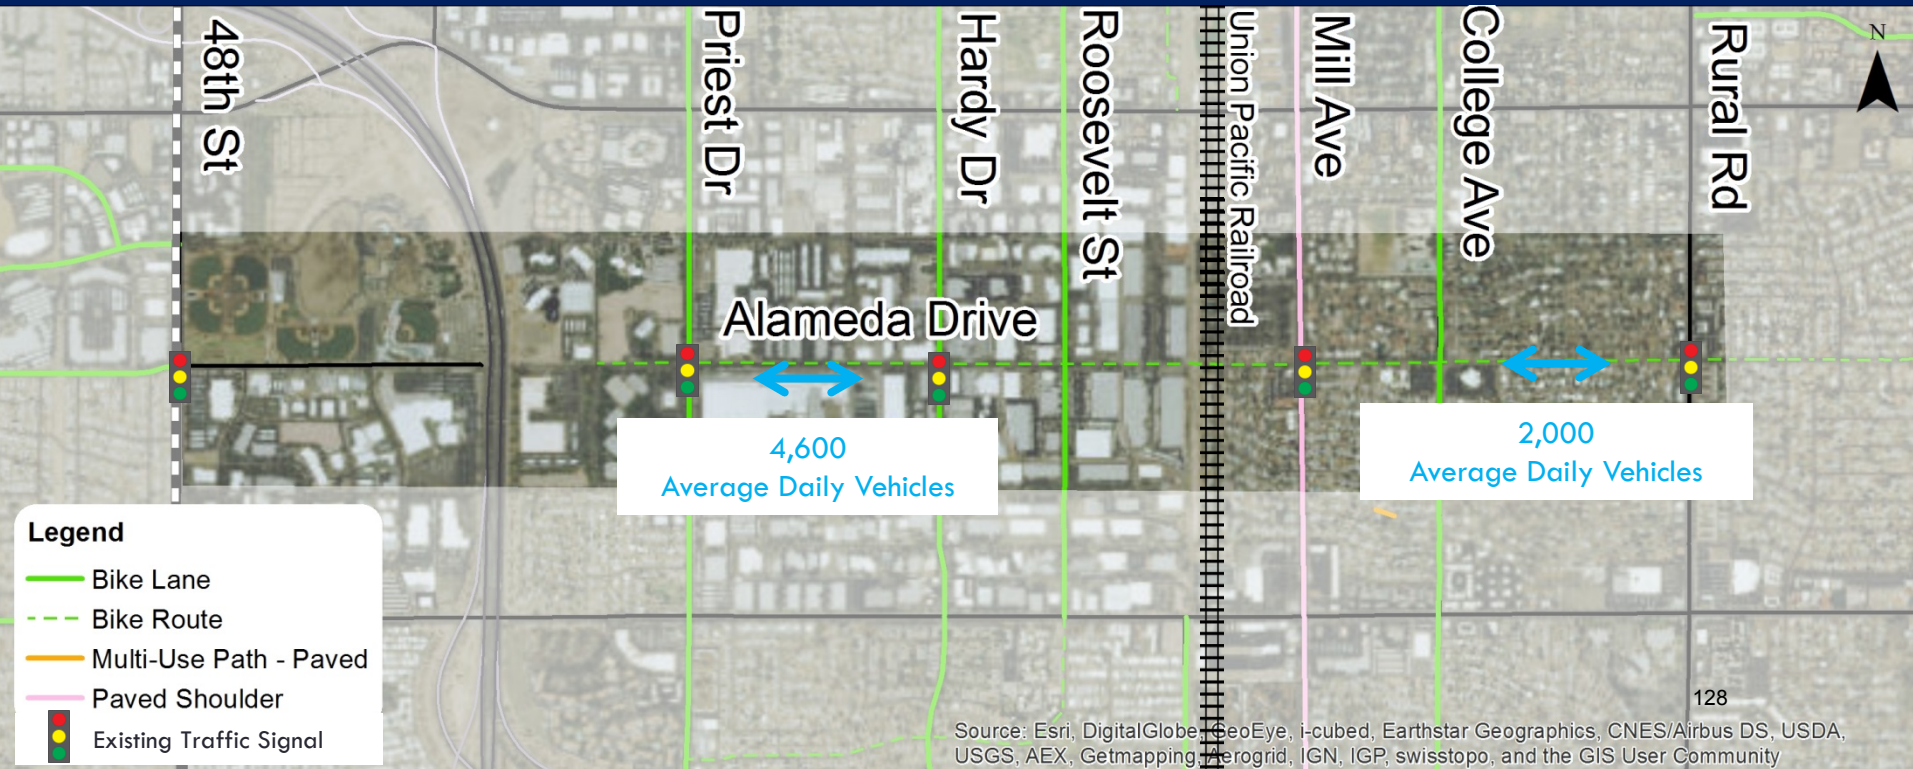 48th St
Priest Dr
Hardy Dr
Roosevelt St
Union Pacific Railroad
Mill Ave
College Ave
Rural Rd
N
Alameda Drive
4,600
Average Daily Vehicles
2,000
Average Daily Vehicles
Legend
Bike Lane
Bike Route
Multi-Use Path - Paved
Paved Shoulder
Existing Traffic Signal
128
Source: Esri, DigitalGlobe, GeoEye, i-cubed, Earthstar Geographics, CNES/Airbus DS, USDA,
USGS, AEX, Getmapping, Aerogrid, IGN, IGP, swisstopo, and the GIS User Community